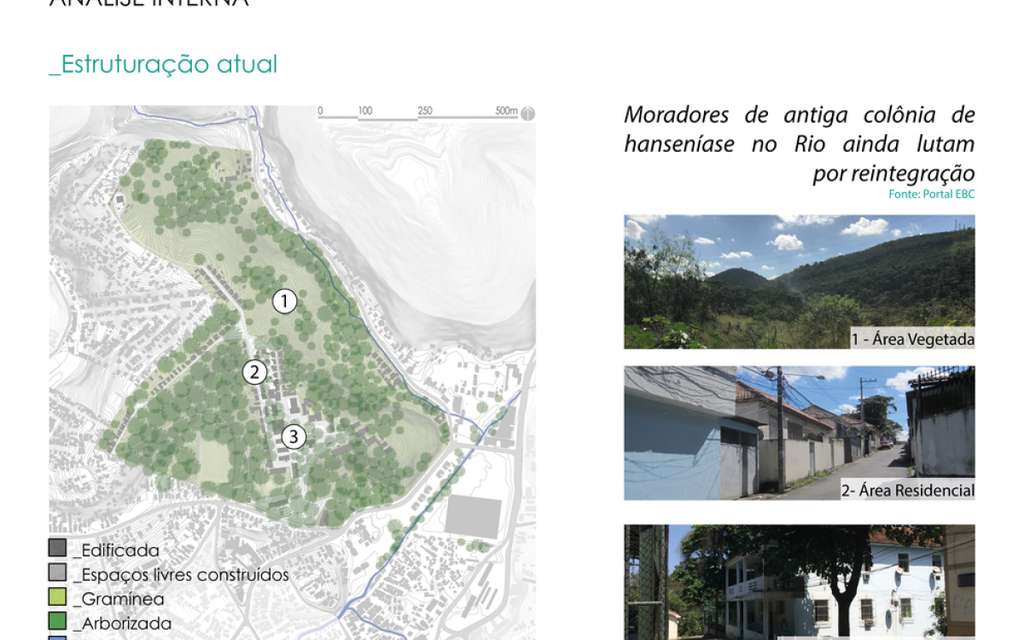 ANÁLISE INTERNA
_Estruturação atual
0 100 250 500m
Moradores de antiga colônia de
hanseníase no Rio ainda lutam
por reintegração
Fonte: Portal EBC
1
2
3
1 - Área Vegetada
2- Área Residencial
_Edificada
_Espaços livres construídos
_Gramínea
_Arborizada